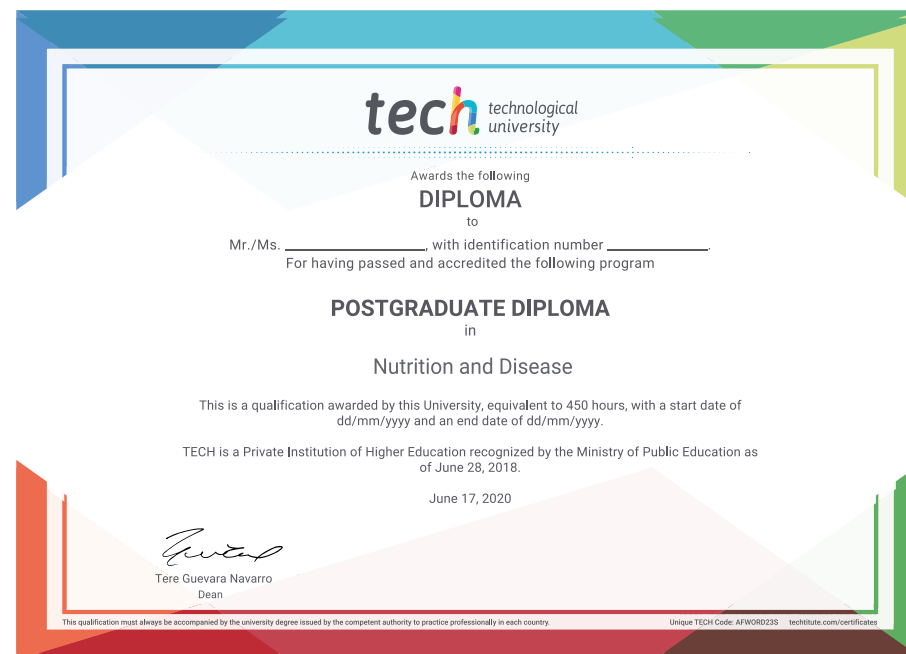 tech technological
university
Awards the following
DIPLOMA
to
Mr./Ms. ____________________, with identification number ______________.
For having passed and accredited the following program
POSTGRADUATE DIPLOMA
in
Nutrition and Disease
This is a qualification awarded by this University, equivalent to 450 hours, with a start date of
dd/mm/yyyy and an end date of dd/mm/yyyy.
TECH is a Private Institution of Higher Education recognized by the Ministry of Public Education as
of June 28, 2018.
June 17, 2020
Tere Guevara Navarro
Dean
This qualification must always be accompanied by the university degree issued by the competent authority to practice professionally in each country.
Unique TECH Code: AFWORD23S techtitute.com/certificates